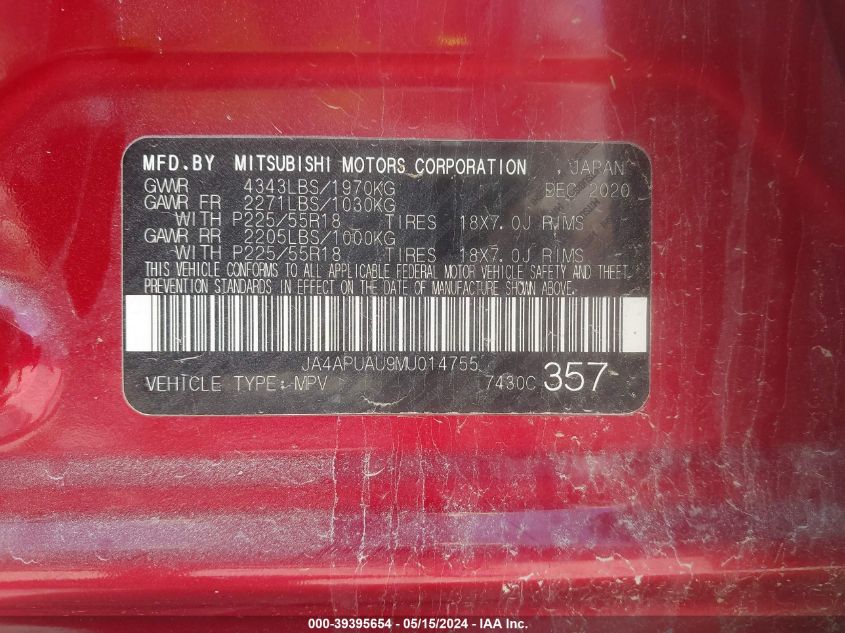 MFD.BY MITSUBISHI MOTORS CORPORATION , JAPAN
GVWR 4343LBS/1970KG DEC 2020
GAWR FR 2271LBS/1030KG
WITH P225/55R18 TIRES 18X7.0J RIMS
GAWR RR 2205LBS/1000KG
WITH P225/55R18 TIRES 18X7.0J RIMS
THIS VEHICLE CONFORMS TO ALL APPLICABLE FEDERAL MOTOR VEHICLE SAFETY AND THEFT
PREVENTION STANDARDS IN EFFECT ON THE DATE OF MANUFACTURE SHOWN ABOVE.
JA4APUAU9MU014755
VEHICLE TYPE: MPV 7430C 357
000-39395654 - 05/15/2024 - IAA, Inc.